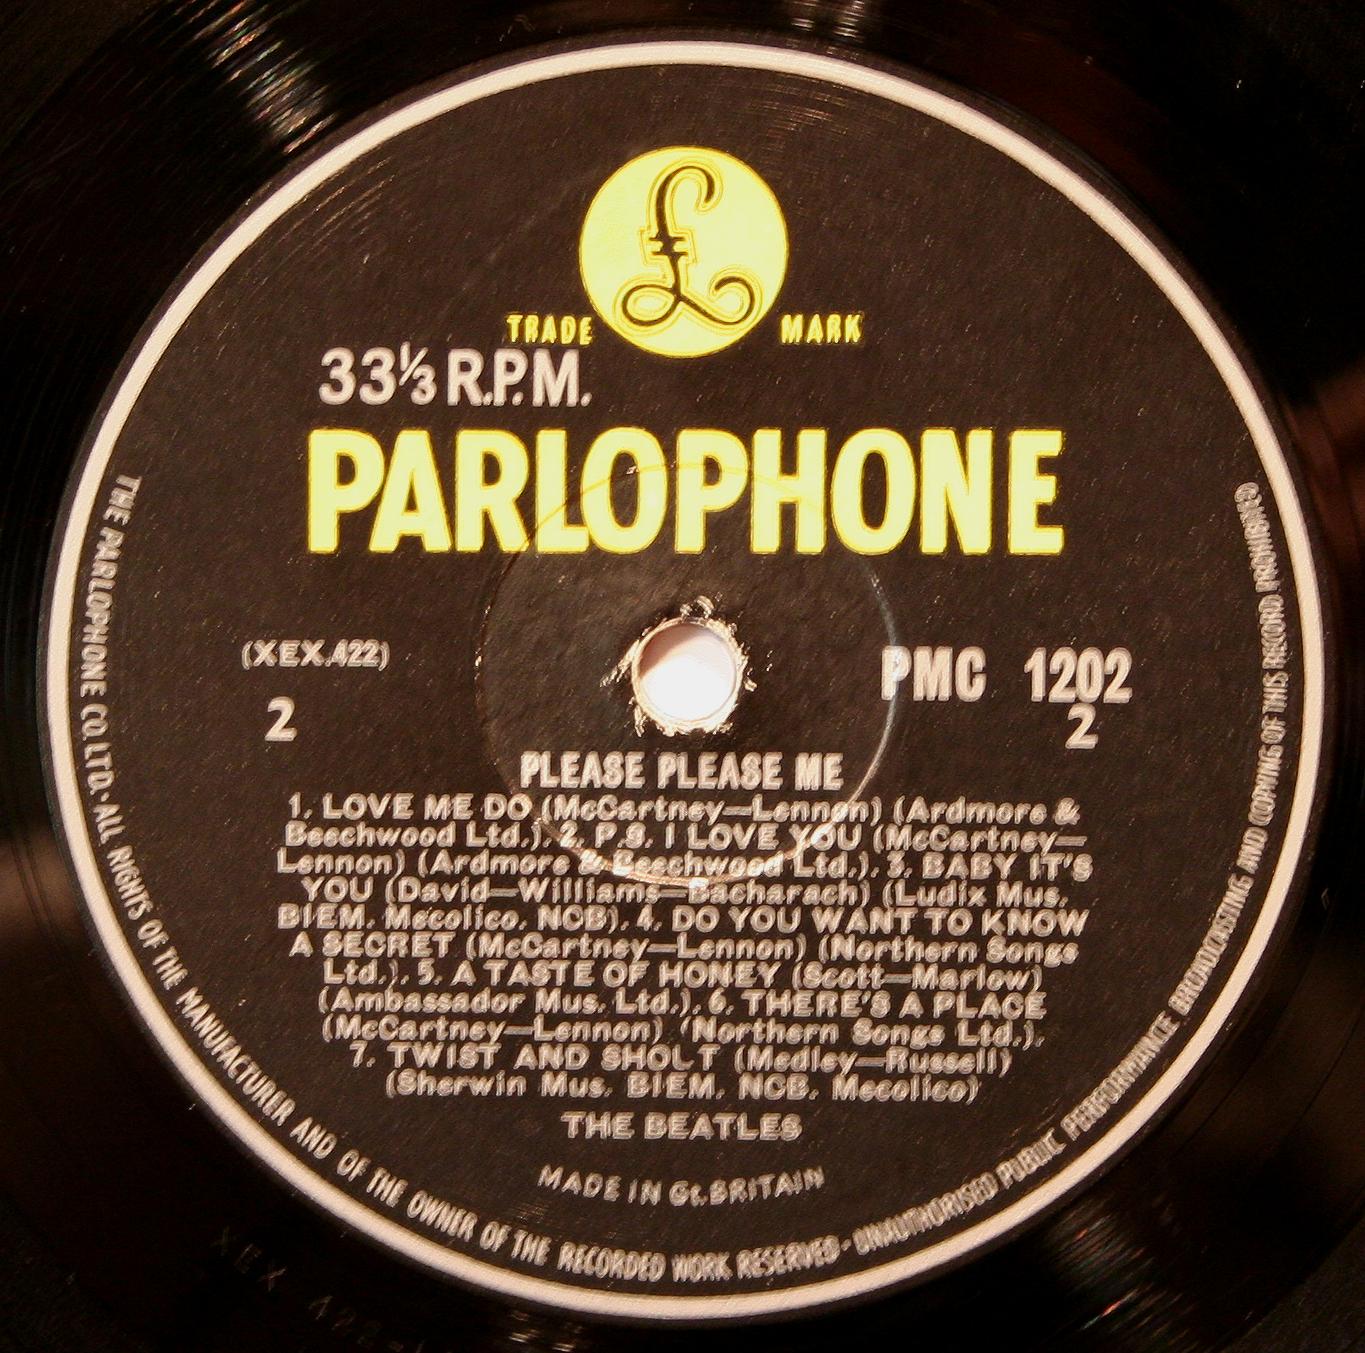 £
TRADE MARK
33⅓ R.P.M.
PARLOPHONE
(XEX.422)
2
PMC 1202
2
PLEASE PLEASE ME
1. LOVE ME DO (McCartney—Lennon) (Ardmore &
Beechwood Ltd.). 2. P.S. I LOVE YOU (McCartney—
Lennon) (Ardmore & Beechwood Ltd.). 3. BABY IT'S
YOU (David—Williams—Bacharach) (Ludix Mus.
BIEM. Mecolico. NCB). 4. DO YOU WANT TO KNOW
A SECRET (McCartney—Lennon) (Northern Songs
Ltd.). 5. A TASTE OF HONEY (Scott—Marlow)
(Ambassador Mus. Ltd.). 6. THERE'S A PLACE
(McCartney—Lennon) (Northern Songs Ltd.).
7. TWIST AND SHOUT (Medley—Russell)
(Sherwin Mus. BIEM. NCB. Mecolico)
THE BEATLES
MADE IN Gt. BRITAIN
THE PARLOPHONE CO. LTD. · ALL RIGHTS OF THE MANUFACTURER AND OF THE OWNER OF THE RECORDED WORK RESERVED · UNAUTHORISED PUBLIC PERFORMANCE BROADCASTING AND COPYING OF THIS RECORD PROHIBITED
XEX 422